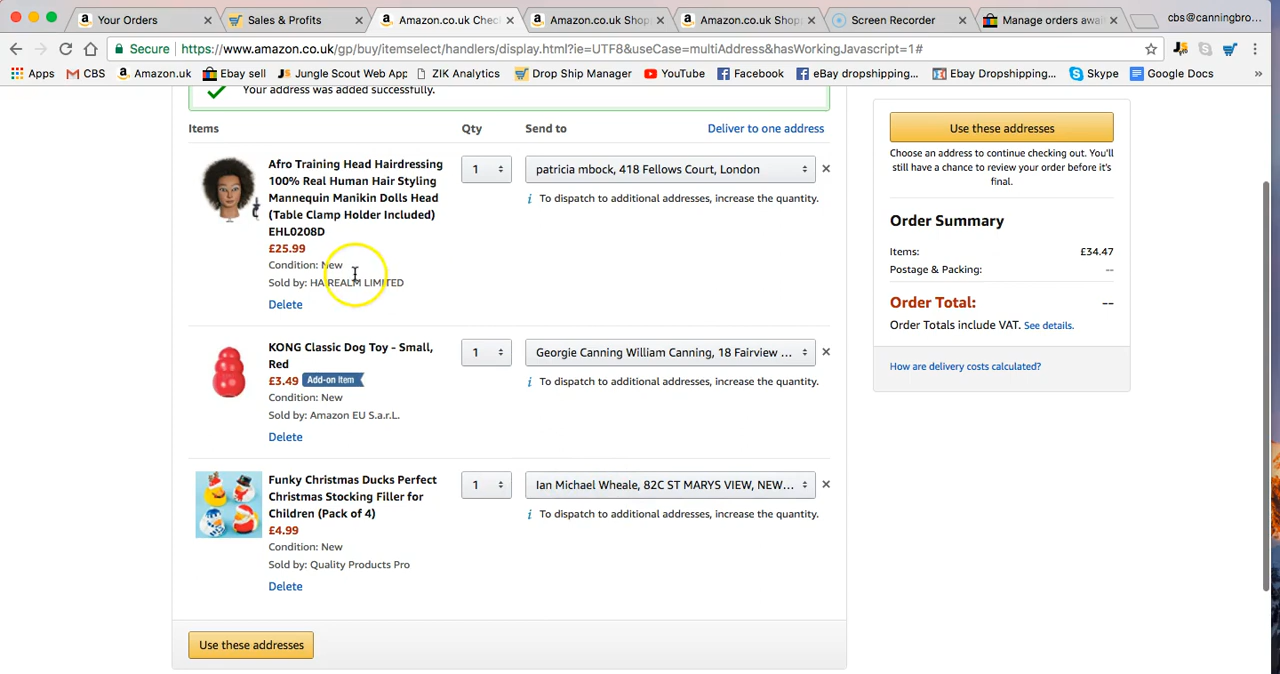 Your Orders
Sales & Profits
Amazon.co.uk Chec
Amazon.co.uk Shop
Amazon.co.uk Shop
Screen Recorder
Manage orders awai
cbs@canningbro...
Secure
https://www.amazon.co.uk/gp/buy/itemselect/handlers/display.html?ie=UTF8&useCase=multiAddress&hasWorkingJavascript=1#
Apps
CBS
Amazon.uk
Ebay sell
Jungle Scout Web App
ZIK Analytics
Drop Ship Manager
YouTube
Facebook
eBay dropshipping...
Ebay Dropshipping...
Skype
Google Docs
»
Your address was added successfully.
Items
Qty
Send to
Deliver to one address
Afro Training Head Hairdressing
100% Real Human Hair Styling
Mannequin Manikin Dolls Head
(Table Clamp Holder Included)
EHL0208D
£25.99
Condition: New
Sold by: HAIREALM LIMITED
Delete
1
patricia mbock, 418 Fellows Court, London
To dispatch to additional addresses, increase the quantity.
KONG Classic Dog Toy - Small,
Red
£3.49 Add-on Item
Condition: New
Sold by: Amazon EU S.a.r.L.
Delete
1
Georgie Canning William Canning, 18 Fairview ...
To dispatch to additional addresses, increase the quantity.
Funky Christmas Ducks Perfect
Christmas Stocking Filler for
Children (Pack of 4)
£4.99
Condition: New
Sold by: Quality Products Pro
Delete
1
Ian Michael Wheale, 82C ST MARYS VIEW, NEW...
To dispatch to additional addresses, increase the quantity.
Use these addresses
Use these addresses
Choose an address to continue checking out. You'll
still have a chance to review your order before it's
final.
Order Summary
Items: £34.47
Postage & Packing: --
Order Total: --
Order Totals include VAT. See details.
How are delivery costs calculated?